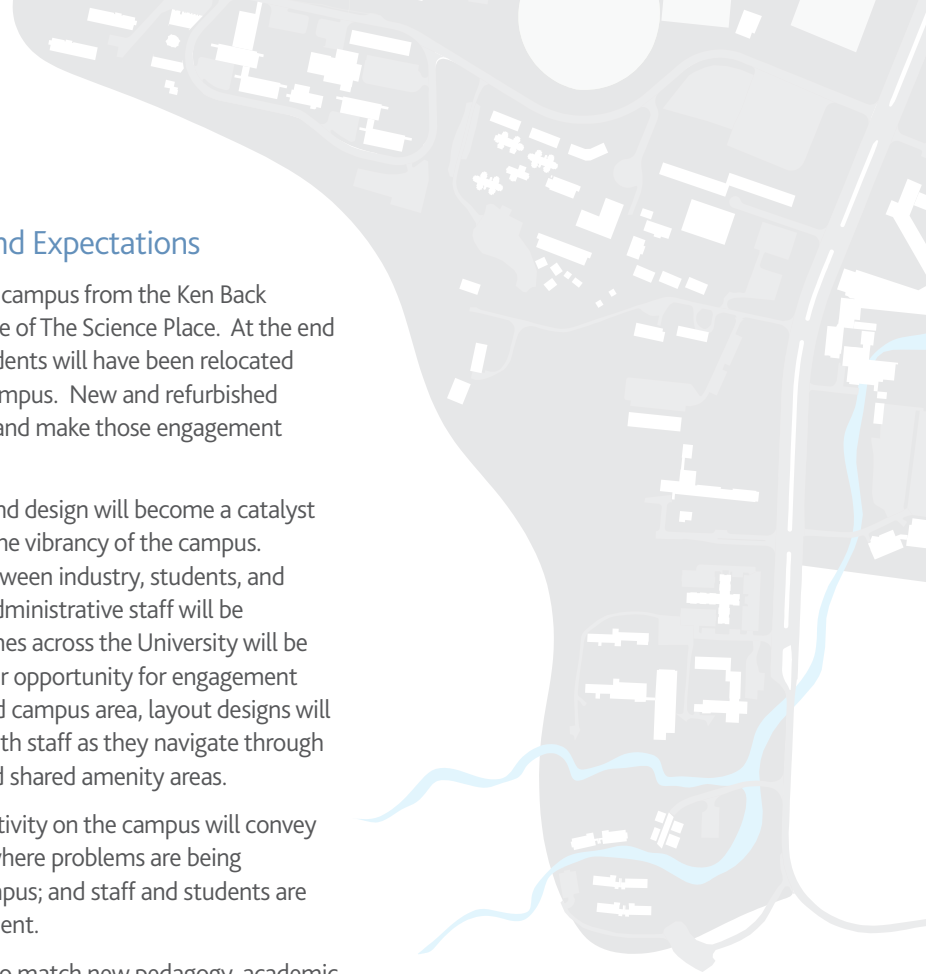 nd Expectations
campus from the Ken Back
e of The Science Place. At the end
dents will have been relocated
mpus. New and refurbished
and make those engagement
nd design will become a catalyst
he vibrancy of the campus.
ween industry, students, and
dministrative staff will be
nes across the University will be
r opportunity for engagement
d campus area, layout designs will
th staff as they navigate through
d shared amenity areas.
tivity on the campus will convey
where problems are being
pus; and staff and students are
ent.
o match new pedagogy, academic